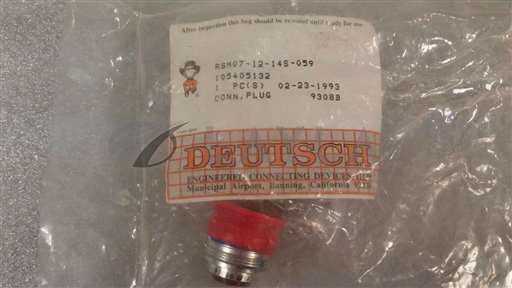 After inspection this bag should be resealed until ready for use
RSM07-12-14S-059
105405132
1 PC(S) 02-23-1993
CONN, PLUG 9308B
DEUTSCH
ENGINEERED CONNECTING DEVICES
Municipal Airport, Banning, California